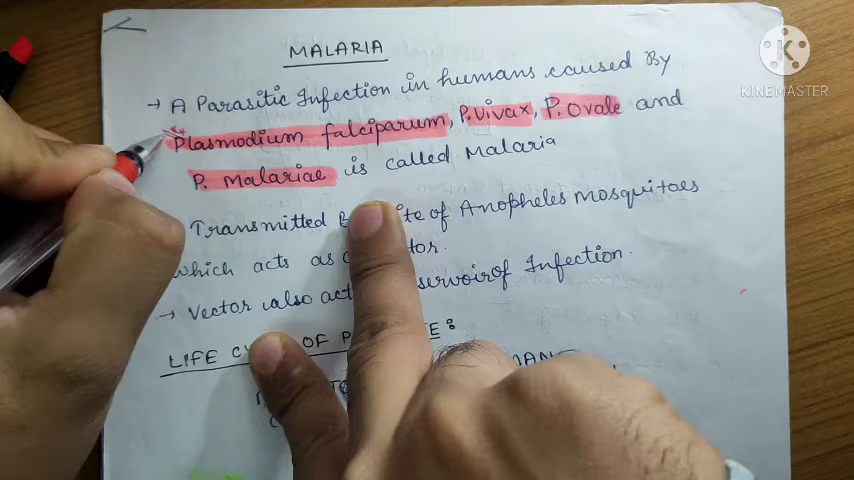 MALARIA
KINEMASTER
→ A Parasitic Infection in humans caused By
Plasmodium falciparum, P. Vivax, P. Ovale and
P. Malariae is called Malaria
Transmitted ite of Anopheles mosquitoes
which acts as tor.
→ Vector also act servoir of Infection.
LIFE CY OF P E: